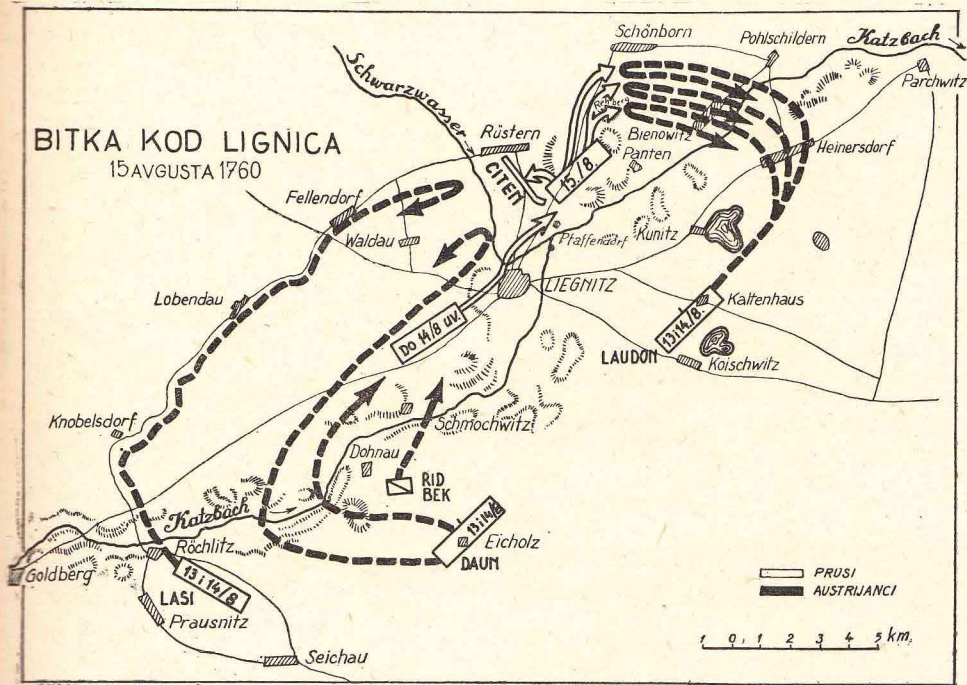 BITKA KOD LIGNICA
15 AVGUSTA 1760
Schönborn
Pohlschildern
Katzbach
Parchwitz
Schwarzwasser
Rüstern
CITEN
15./8.
Bienowitz
Panten
Heinersdorf
Fellendorf
Waldau
Pfaffendorf
Kunitz
LIEGNITZ
Lobendau
Do 14/8 uv.
13 i 14/8.
Kaltenhaus
LAUDON
Koischwitz
Knobelsdorf
Schmochwitz
Dohnau
RID
BEK
Katzbach
13 i 14/8
Eicholz
DAUN
Röchlitz
Goldberg
13 i 14/8
LASI
Prausnitz
Seichau
PRUSI
AUSTRIJANCI
1 0 1 2 3 4 5 km.